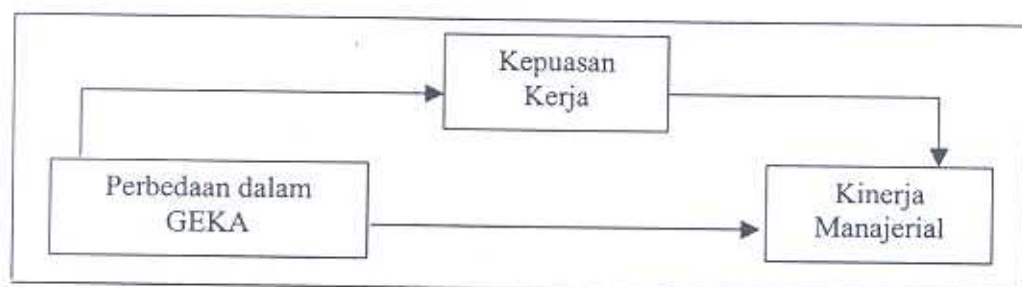 Kepuasan
Kerja
Perbedaan dalam
GEKA
Kinerja
Manajerial